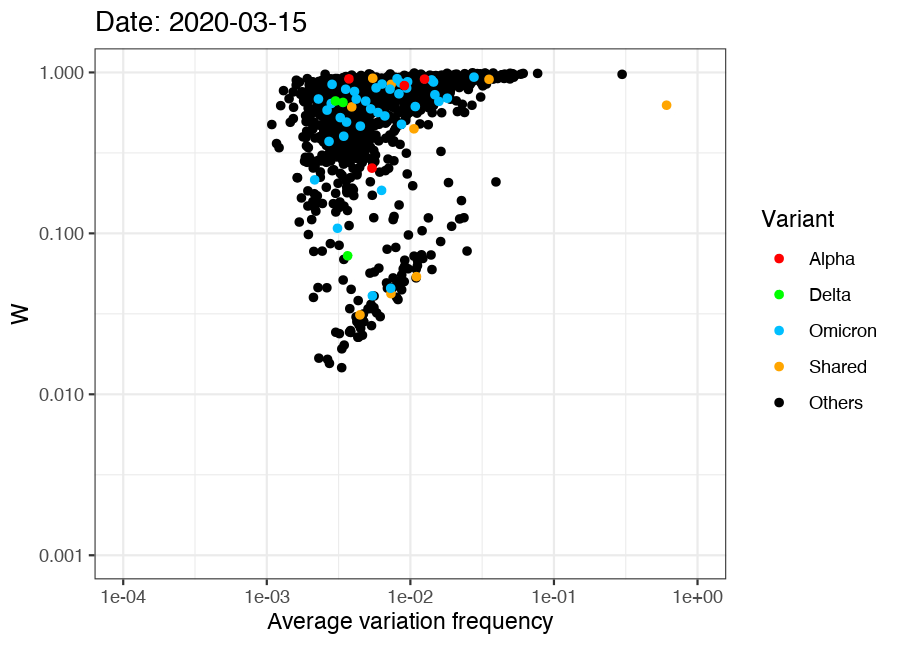 Date: 2020-03-15
1.000
0.100
0.010
0.001
W
1e-04 1e-03 1e-02 1e-01 1e+00
Average variation frequency
Variant
Alpha
Delta
Omicron
Shared
Others